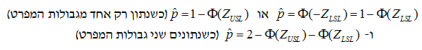 p̂ = Φ(-Z_LSL) = 1-Φ(Z_LSL) או p̂ = 1-Φ(Z_USL) (כשנתון רק אחד מגבולות המפרט)
ו- p̂ = 2-Φ(Z_USL)-Φ(Z_LSL) (כשנתונים שני גבולות המפרט)